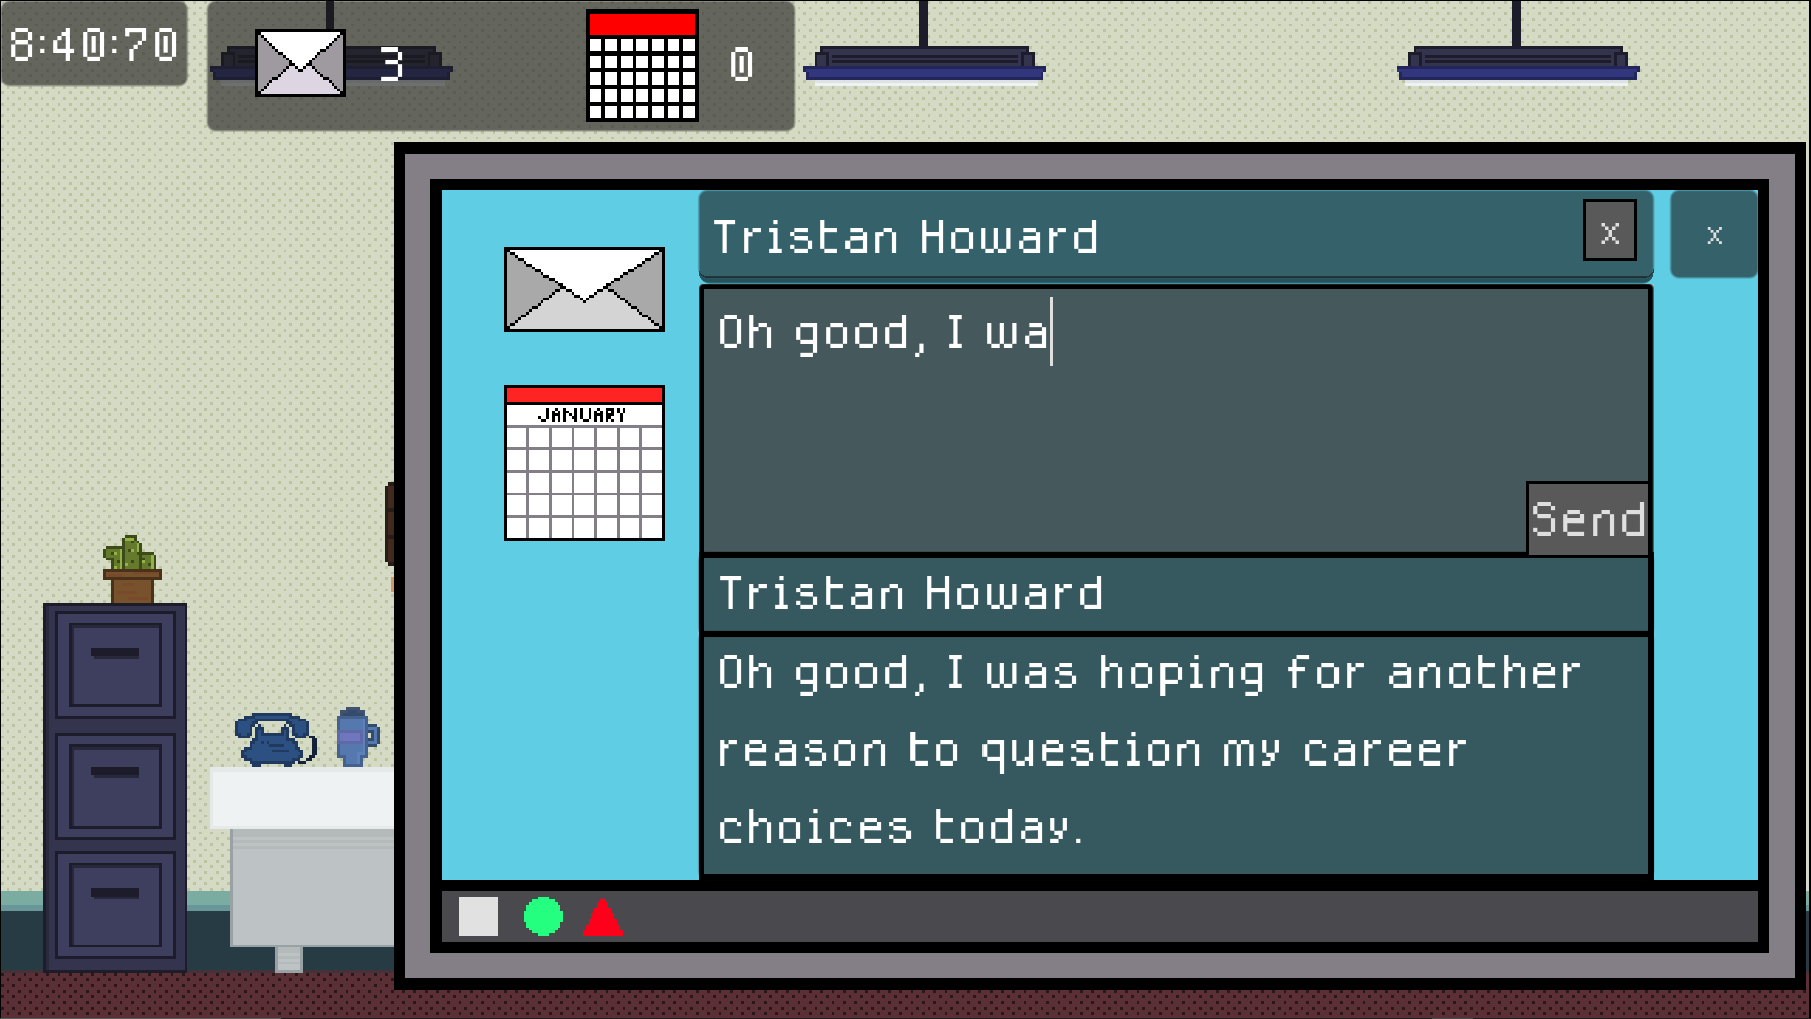 8:40:70
3
0
Tristan Howard
x
x
Oh good, I wa
JANUARY
Send
Tristan Howard
Oh good, I was hoping for another
reason to question my career
choices today.